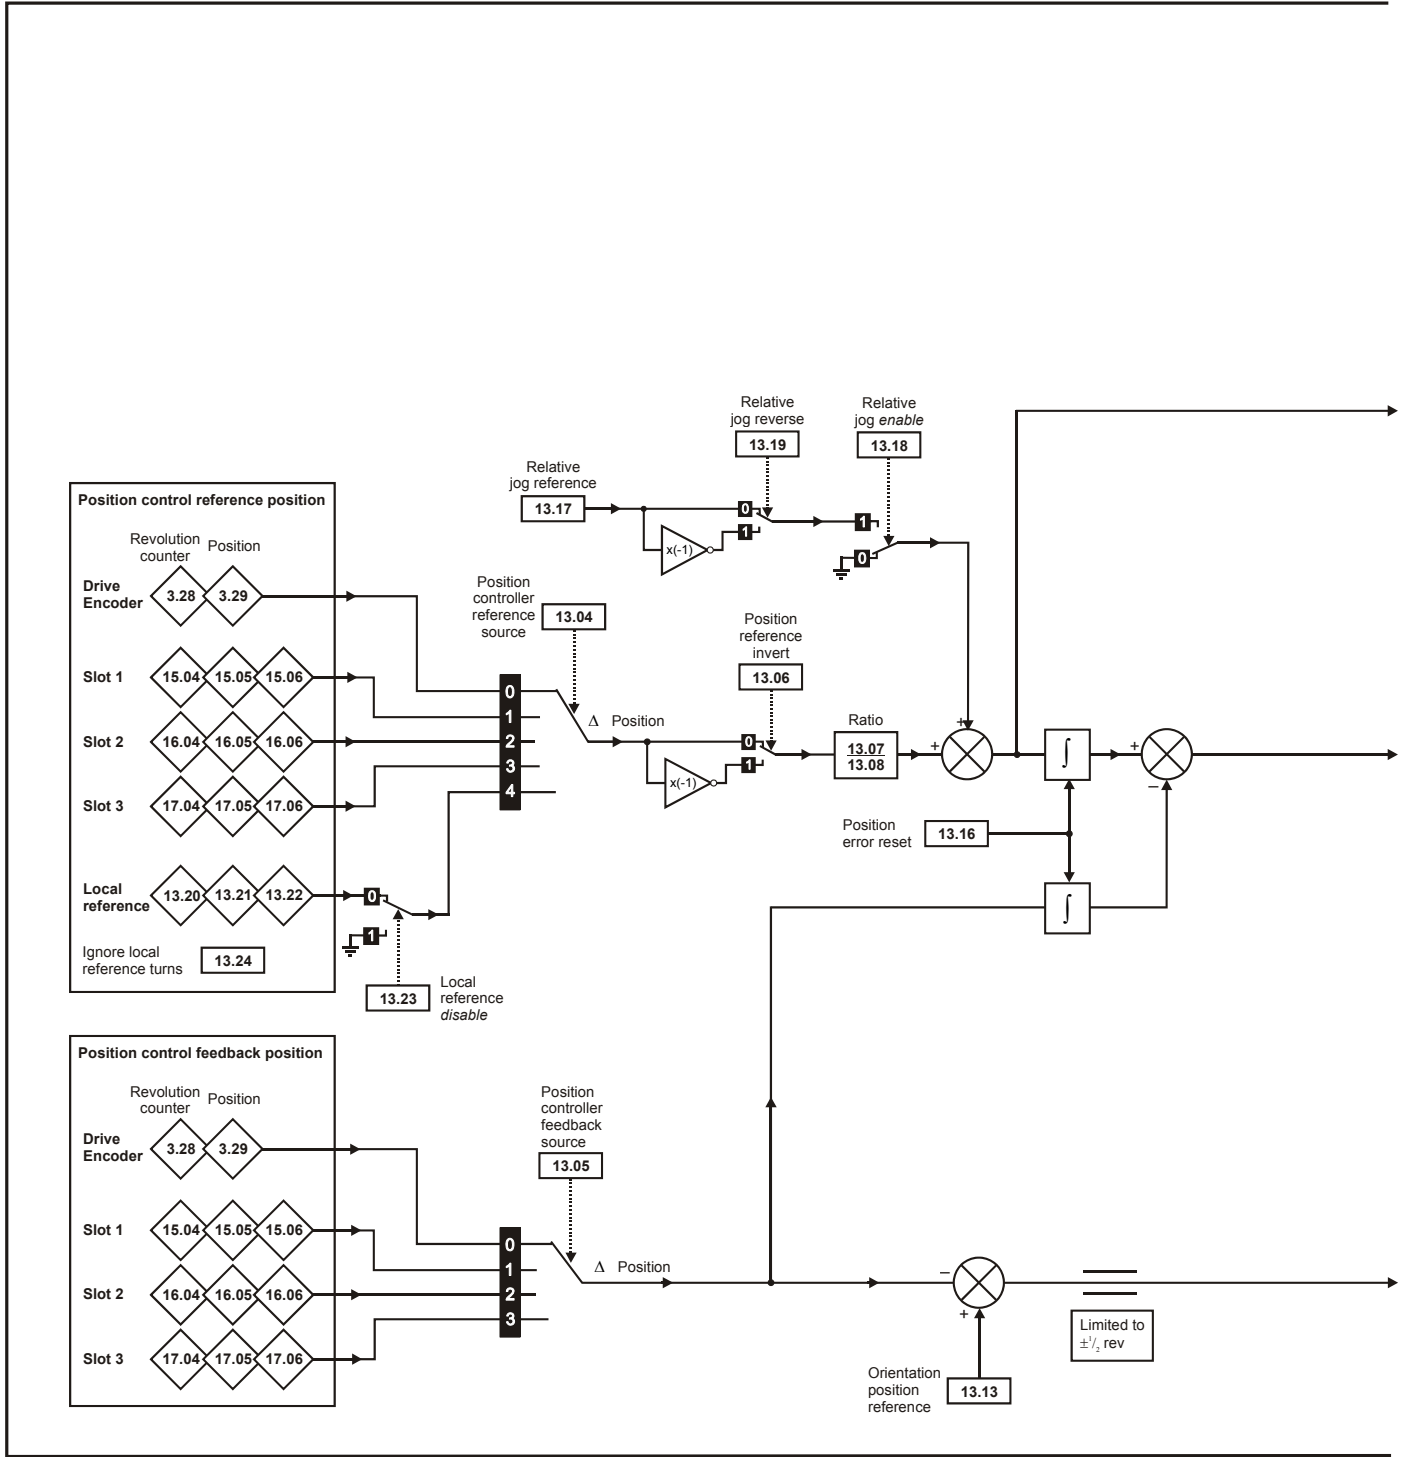 Relative
jog reverse
13.19
Relative
jog enable
13.18
Relative
jog reference
13.17
0
1
x(-1)
1
0
Position control reference position
Revolution
counter
Position
Drive
Encoder
3.28
3.29
Slot 1
15.04
15.05
15.06
Slot 2
16.04
16.05
16.06
Slot 3
17.04
17.05
17.06
Local
reference
13.20
13.21
13.22
Ignore local
reference turns
13.24
0
1
13.23
Local
reference
disable
Position
controller
reference
source
13.04
0
1
2
3
4
Δ Position
Position
reference
invert
13.06
0
1
x(-1)
Ratio
13.07
13.08
+
+
∫
+
−
Position
error reset
13.16
∫
Position control feedback position
Revolution
counter
Position
Drive
Encoder
3.28
3.29
Slot 1
15.04
15.05
15.06
Slot 2
16.04
16.05
16.06
Slot 3
17.04
17.05
17.06
Position
controller
feedback
source
13.05
0
1
2
3
Δ Position
−
+
Limited to
±1/2 rev
Orientation
position
reference
13.13